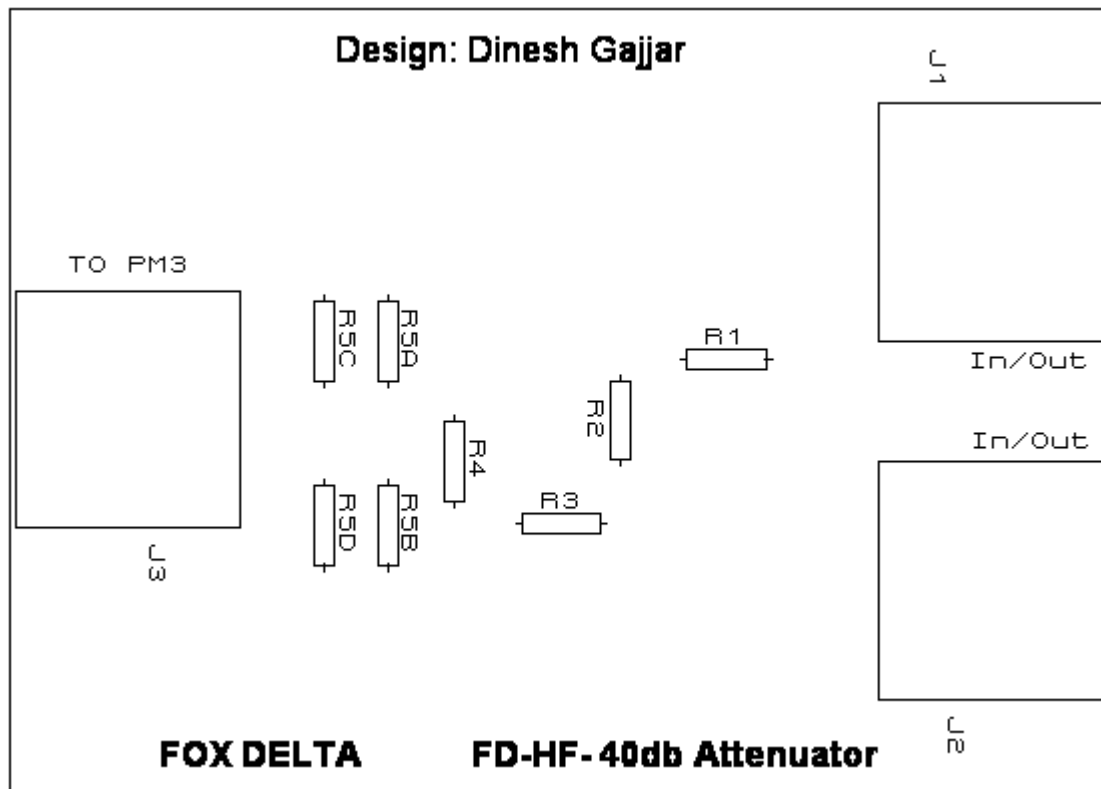 Design: Dinesh Gajjar
J1
TO PM3
R5C
R5A
R1
In/Out
R2
In/Out
R4
R3
R5D
R5B
J3
J2
FOX DELTA
FD-HF- 40db Attenuator